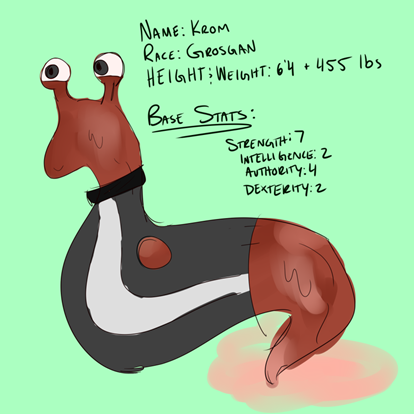 Name: Krom
Race: Grosgan
Height; Weight: 6'4 + 455 lbs
Base Stats:
Strength: 7
Intelligence: 2
Authority: 4
Dexterity: 2